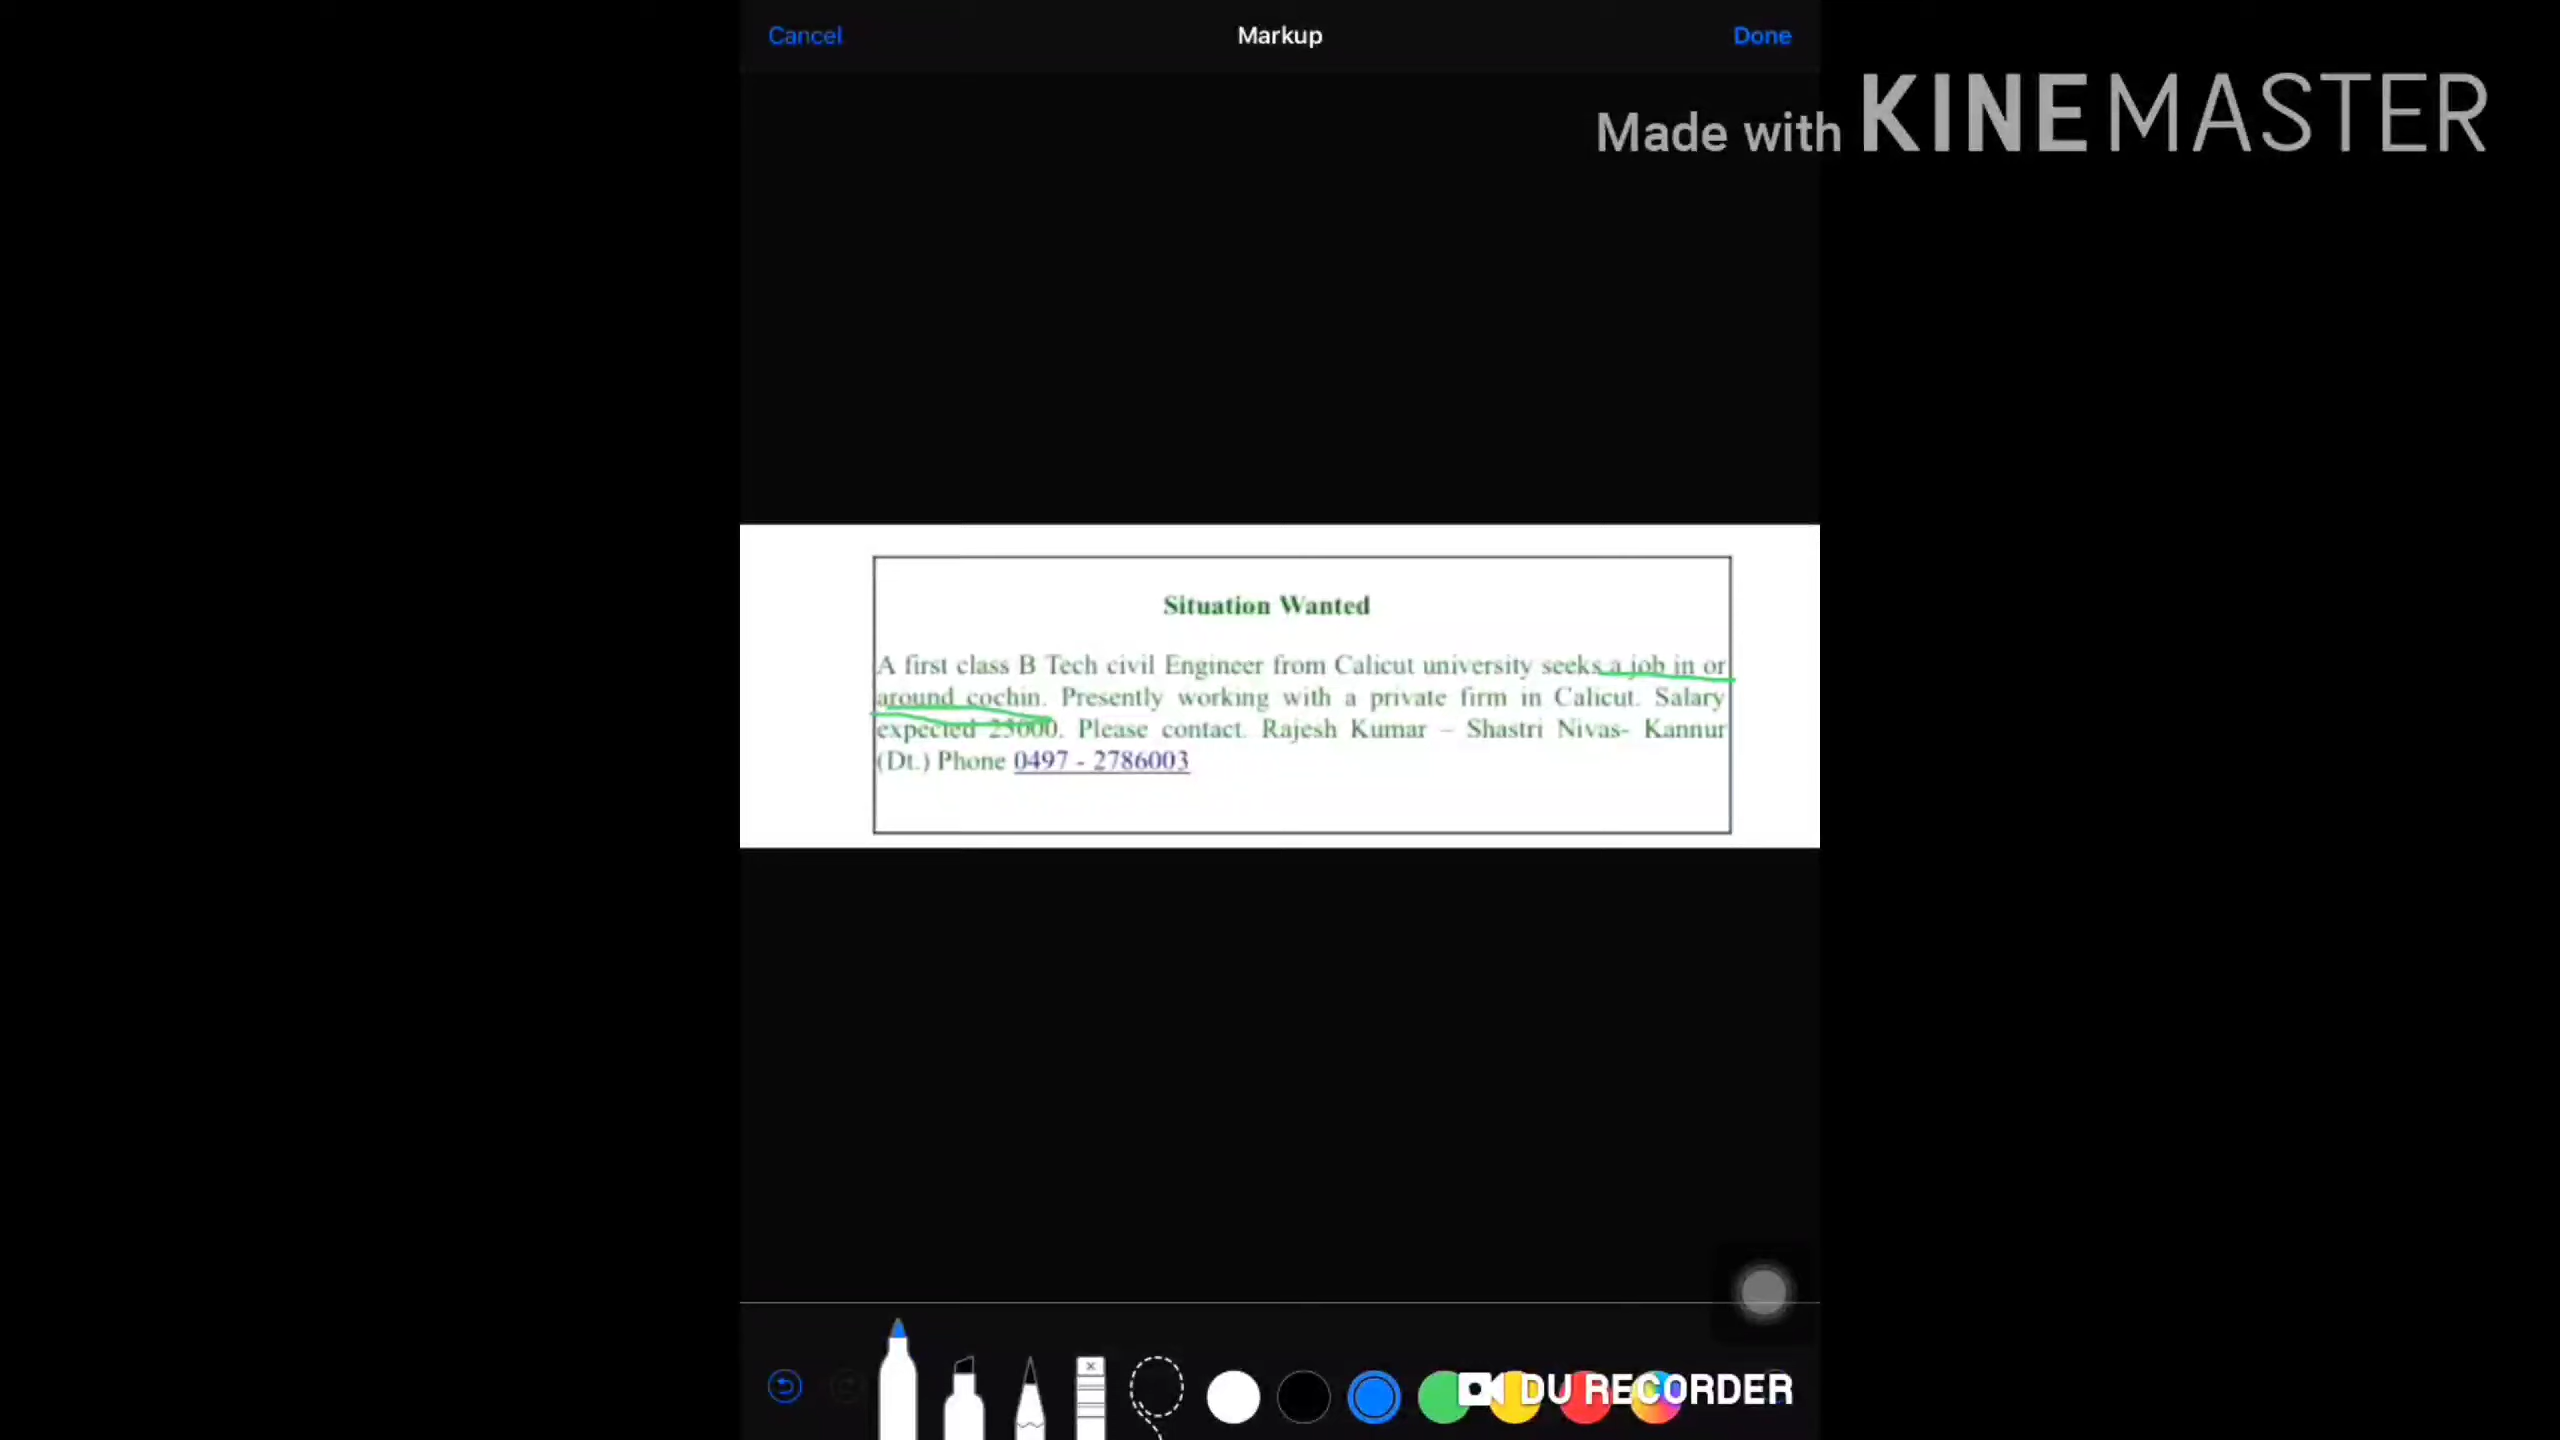 Cancel
Markup
Done
Made with KINEMASTER
Situation Wanted
A first class B Tech civil Engineer from Calicut university seeks a job in or
around cochin. Presently working with a private firm in Calicut. Salary
expected 25000. Please contact. Rajesh Kumar – Shastri Nivas- Kannur
(Dt.) Phone 0497 - 2786003
DU RECORDER